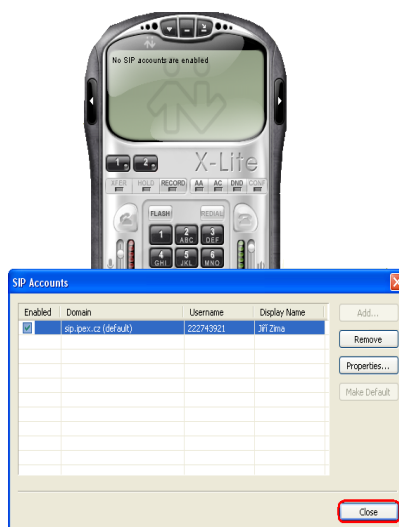 No SIP accounts are enabled
1 2 X-Lite
XFER HOLD RECORD AA AC DND CONF
FLASH REDIAL
1 2 ABC 3 DEF
4 GHI 5 JKL 6 MNO
SIP Accounts
Enabled Domain Username Display Name
sip.ipex.cz (default) 222743921 Jiří Zima
Add...
Remove
Properties...
Make Default
Close